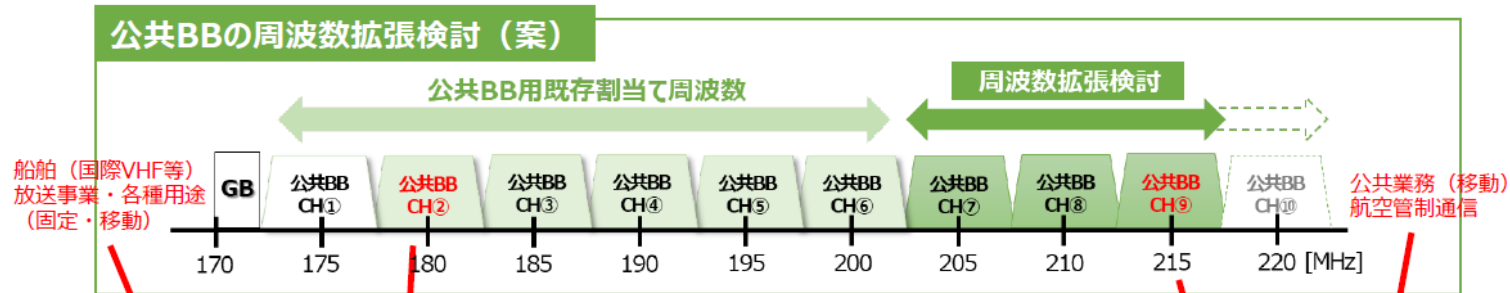 公共BBの周波数拡張検討（案）
公共BB用既存割当て周波数
周波数拡張検討
船舶（国際VHF等）
放送事業・各種用途
（固定・移動）
GB
公共BB
CH①
公共BB
CH②
公共BB
CH③
公共BB
CH④
公共BB
CH⑤
公共BB
CH⑥
公共BB
CH⑦
公共BB
CH⑧
公共BB
CH⑨
公共BB
CH⑩
公共業務（移動）
航空管制通信
170 175 180 185 190 195 200 205 210 215 220 [MHz]